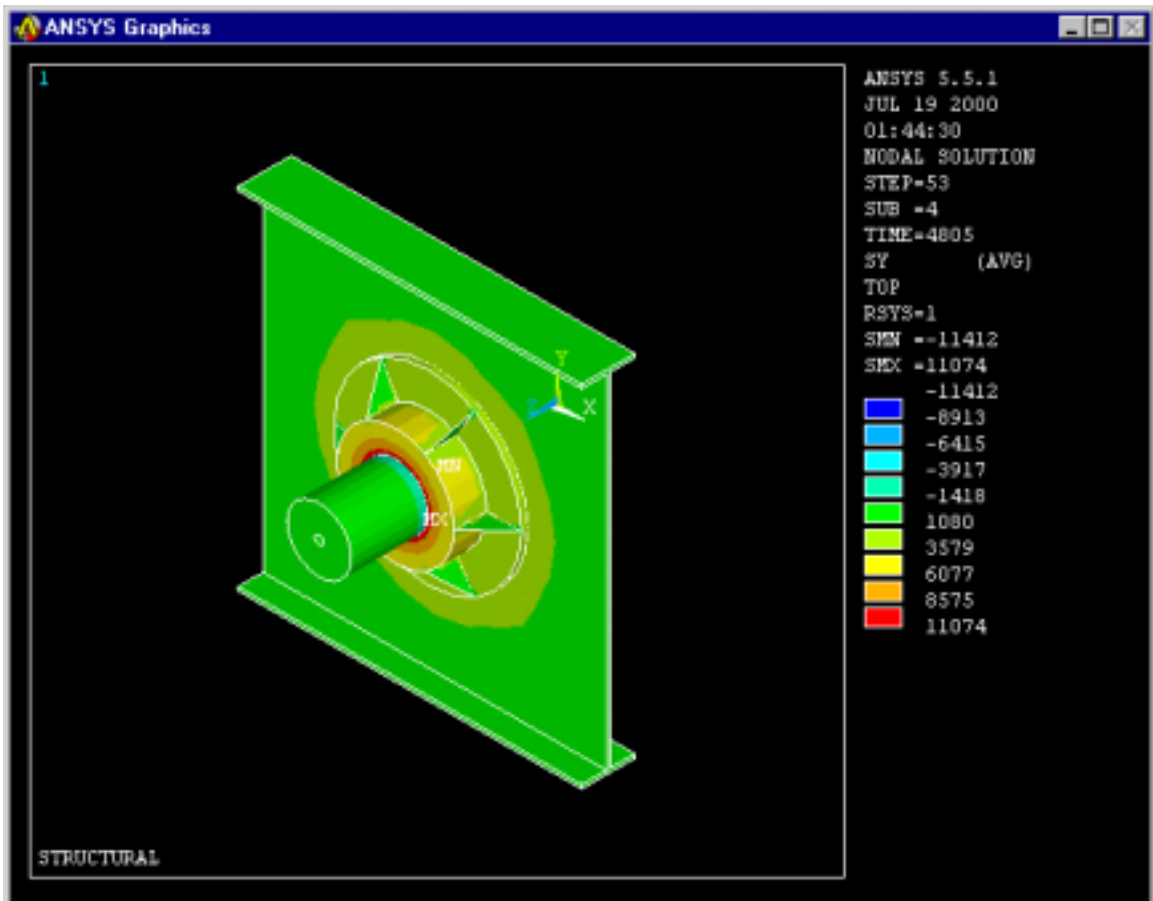 ANSYS Graphics
1
ANSYS 5.5.1
JUL 19 2000
01:44:30
NODAL SOLUTION
STEP=53
SUB =4
TIME=4805
SY (AVG)
TOP
RSYS=1
SMN =-11412
SMX =11074
-11412
-8913
-6415
-3917
-1418
1080
3579
6077
8575
11074
Y
Z
X
MN
MX
STRUCTURAL